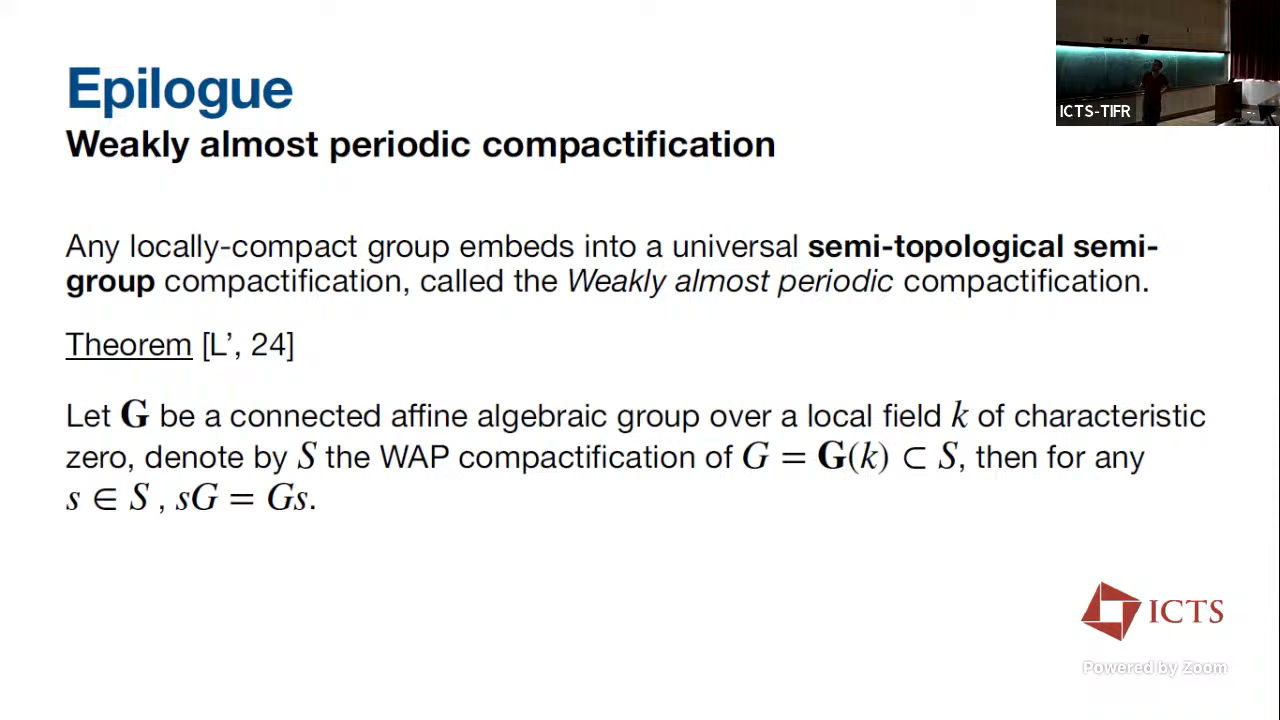 Epilogue
Weakly almost periodic compactification
Any locally-compact group embeds into a universal semi-topological semi-
group compactification, called the Weakly almost periodic compactification.
Theorem [L', 24]
Let G be a connected affine algebraic group over a local field k of characteristic
zero, denote by S the WAP compactification of G = G(k) ⊂ S, then for any
s ∈ S , sG = Gs.
ICTS-TIFR
ICTS
Powered by Zoom